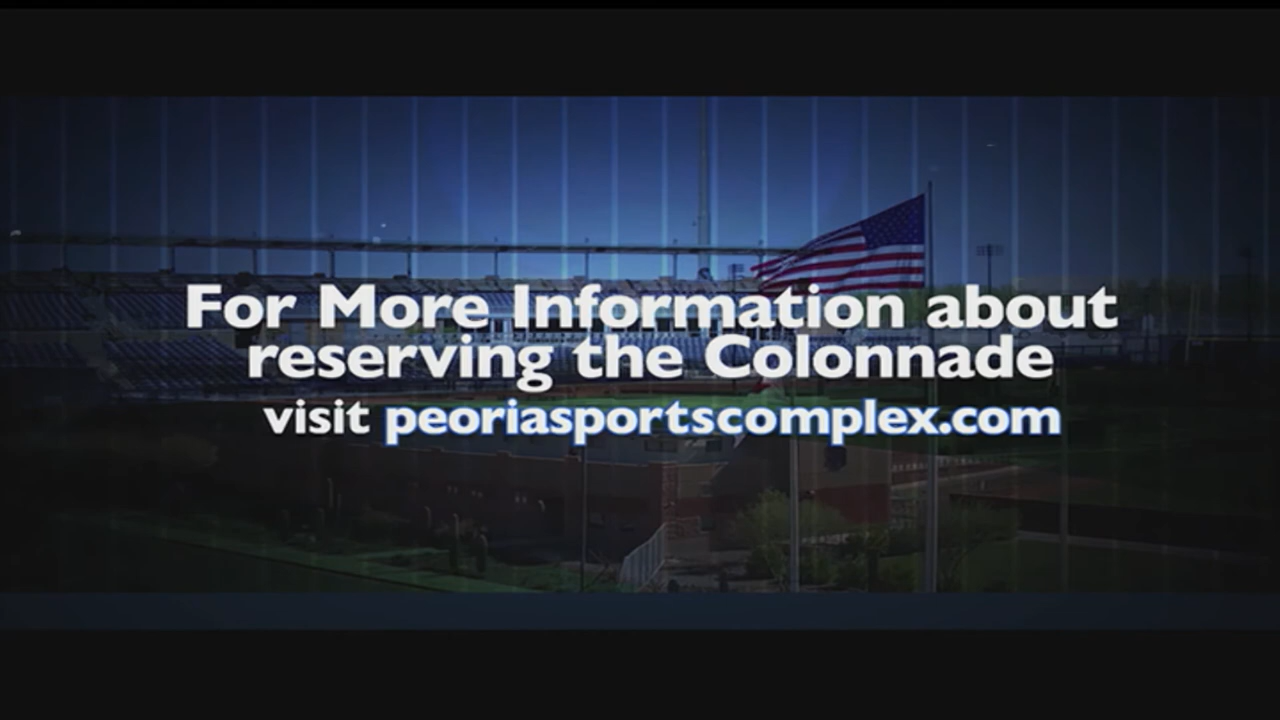 For More Information about
reserving the Colonnade
visit peoriasportscomplex.com